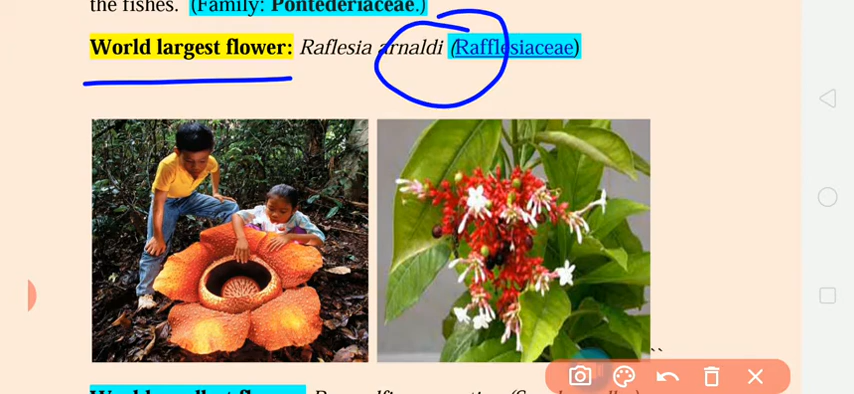 the fishes. (Family: Pontederiaceae.)
World largest flower: Raflesia arnaldi (Rafflesiaceae)
``